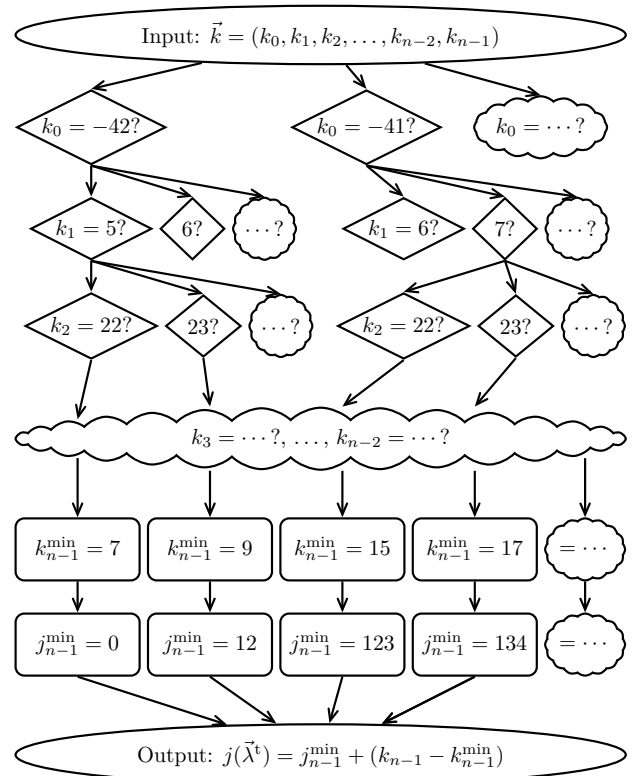 Input: $\vec{k} = (k_0, k_1, k_2, \ldots, k_{n-2}, k_{n-1})$
$k_0 = -42?$ $k_0 = -41?$ $k_0 = \cdots?$
$k_1 = 5?$ $6?$ $\cdots?$ $k_1 = 6?$ $7?$ $\cdots?$
$k_2 = 22?$ $23?$ $\cdots?$ $k_2 = 22?$ $23?$ $\cdots?$
$k_3 = \cdots?, \ldots, k_{n-2} = \cdots?$
$k_{n-1}^{\min} = 7$ $k_{n-1}^{\min} = 9$ $k_{n-1}^{\min} = 15$ $k_{n-1}^{\min} = 17$ $= \cdots$
$j_{n-1}^{\min} = 0$ $j_{n-1}^{\min} = 12$ $j_{n-1}^{\min} = 123$ $j_{n-1}^{\min} = 134$ $= \cdots$
Output: $j(\vec{\lambda}^{\mathrm{t}}) = j_{n-1}^{\min} + (k_{n-1} - k_{n-1}^{\min})$